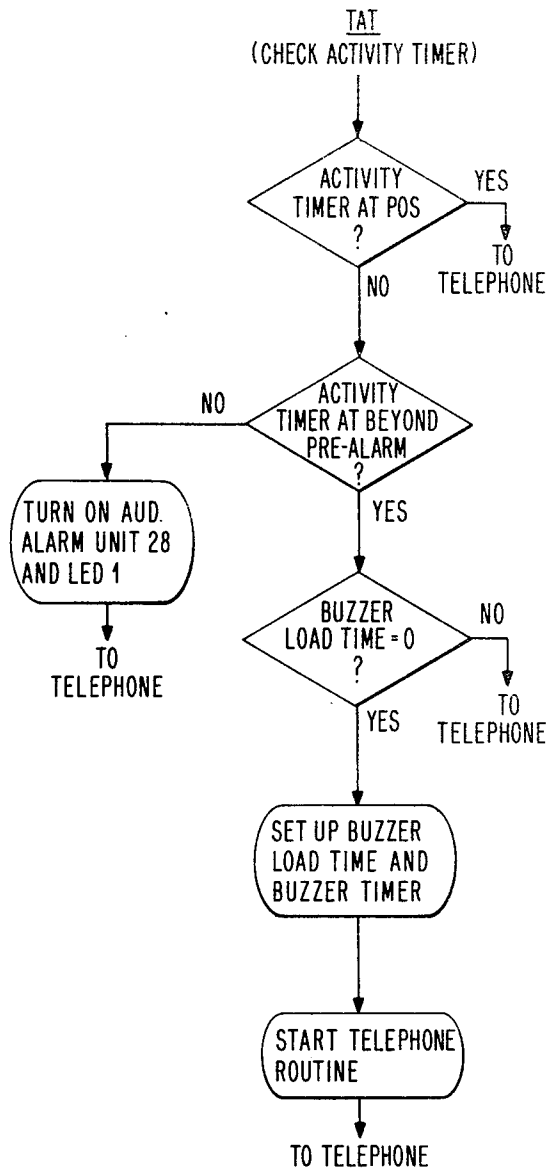 TAT
(CHECK ACTIVITY TIMER)
ACTIVITY
TIMER AT POS
?
YES
TO
TELEPHONE
NO
ACTIVITY
TIMER AT BEYOND
PRE-ALARM
?
NO
TURN ON AUD.
ALARM UNIT 28
AND LED 1
TO
TELEPHONE
YES
BUZZER
LOAD TIME = 0
?
NO
TO
TELEPHONE
YES
SET UP BUZZER
LOAD TIME AND
BUZZER TIMER
START TELEPHONE
ROUTINE
TO TELEPHONE